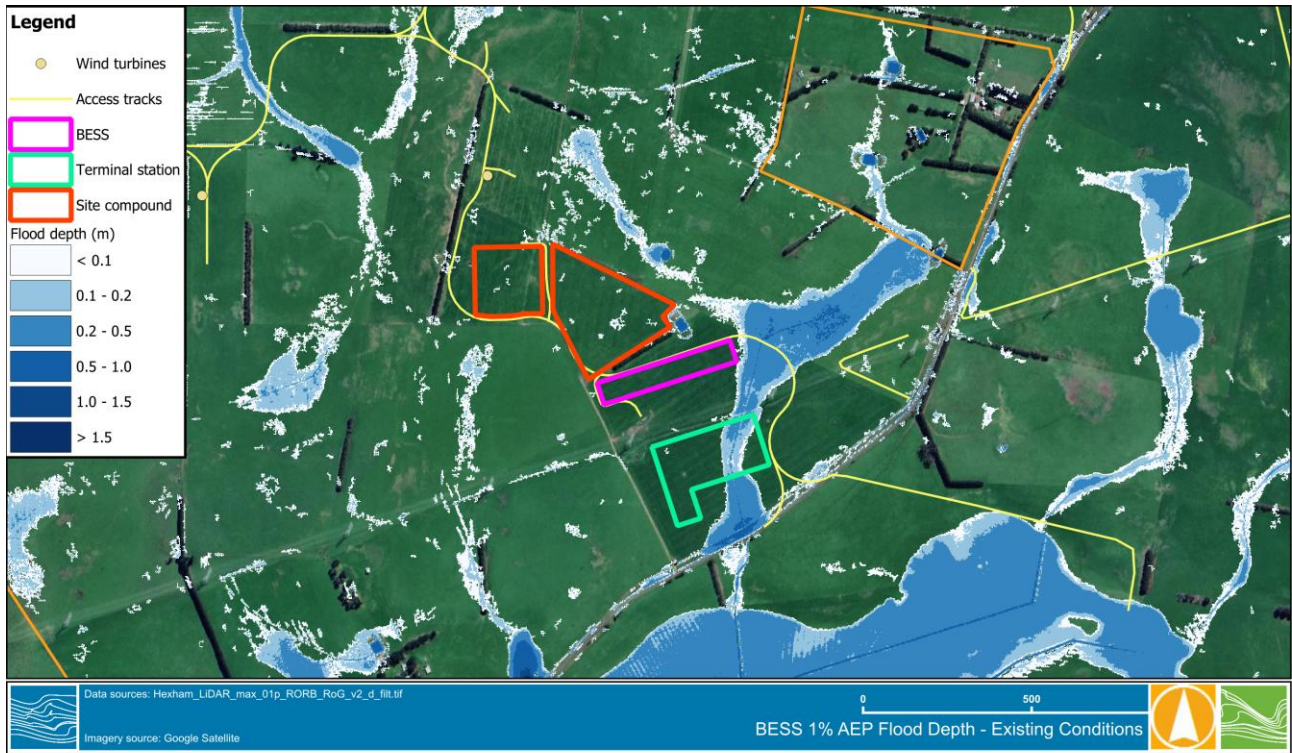 Legend
Wind turbines
Access tracks
BESS
Terminal station
Site compound
Flood depth (m)
< 0.1
0.1 - 0.2
0.2 - 0.5
0.5 - 1.0
1.0 - 1.5
> 1.5
Data sources: Hexham_LiDAR_max_01p_RORB_RoG_v2_d_filt.tif
Imagery source: Google Satellite
0 500
BESS 1% AEP Flood Depth - Existing Conditions